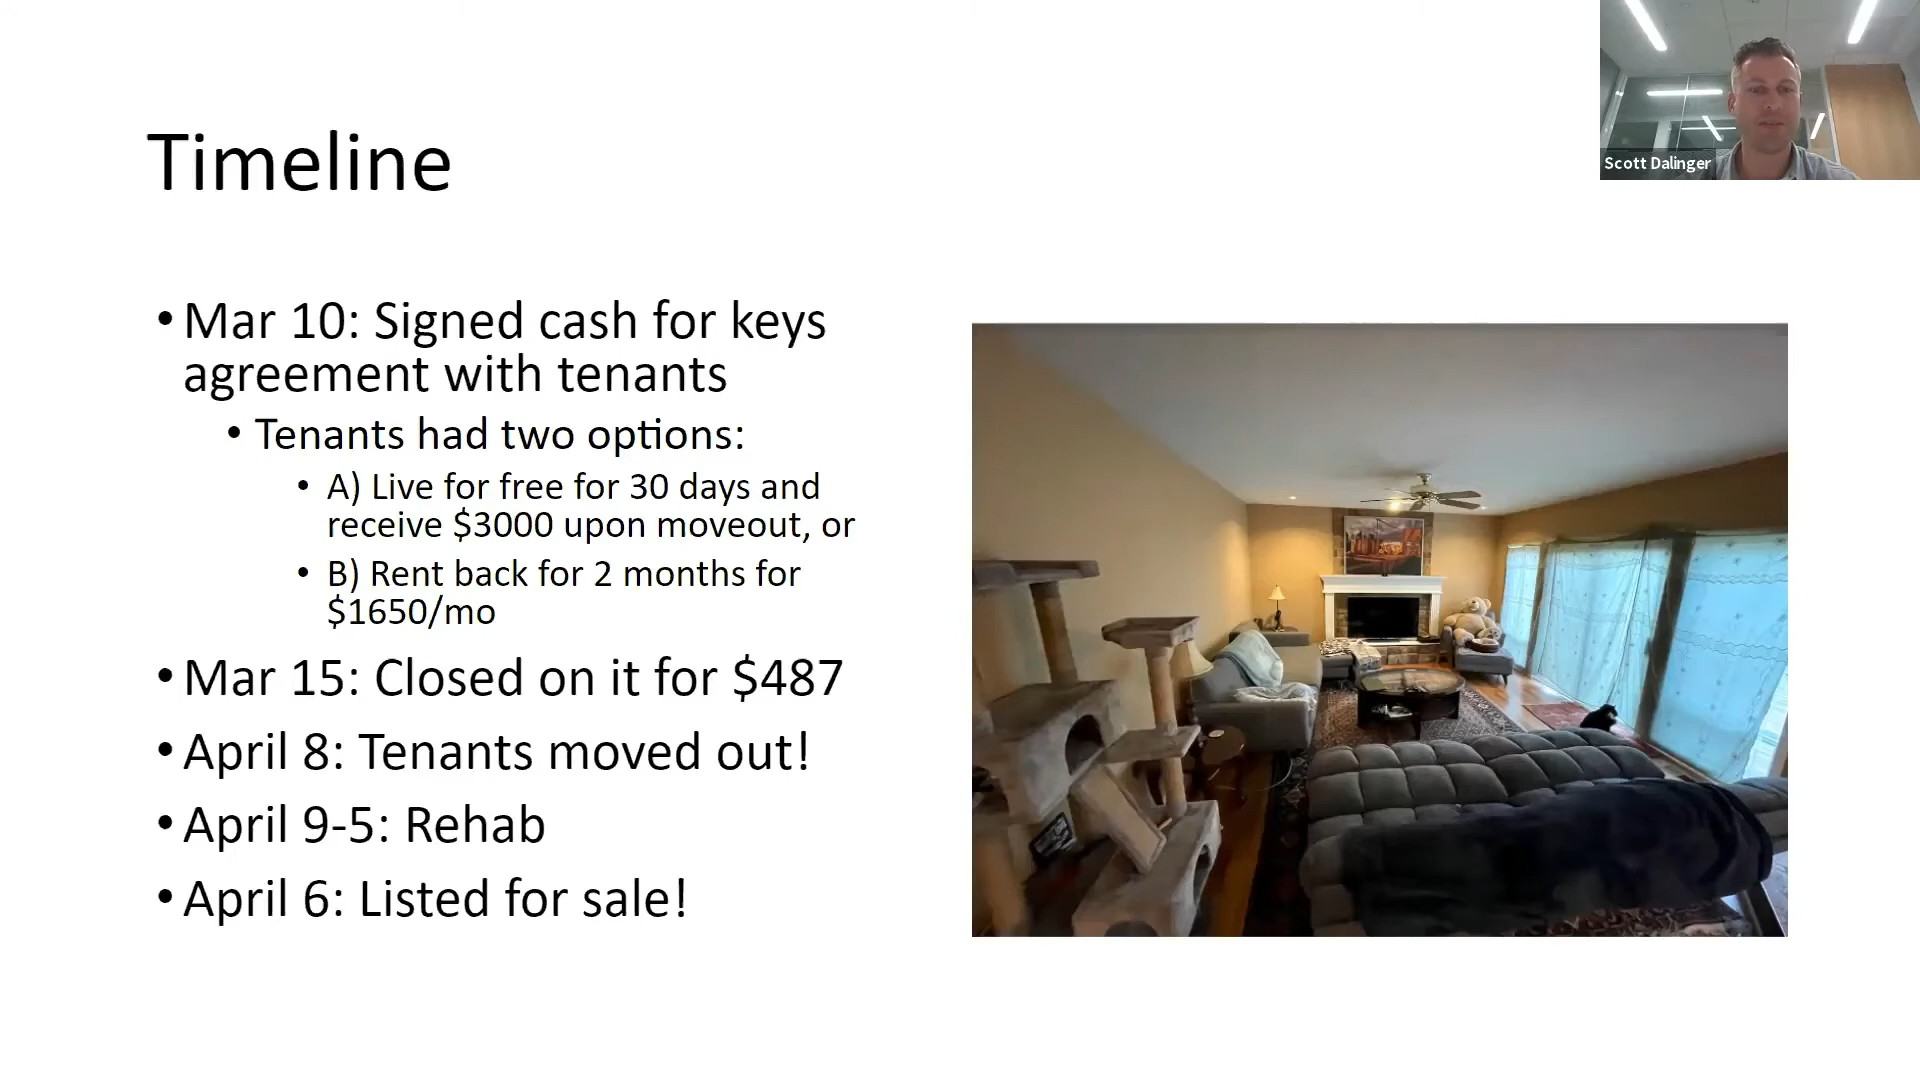 Scott Dalinger
Timeline
• Mar 10: Signed cash for keys
agreement with tenants
• Tenants had two options:
• A) Live for free for 30 days and
receive $3000 upon moveout, or
• B) Rent back for 2 months for
$1650/mo
• Mar 15: Closed on it for $487
• April 8: Tenants moved out!
• April 9-5: Rehab
• April 6: Listed for sale!